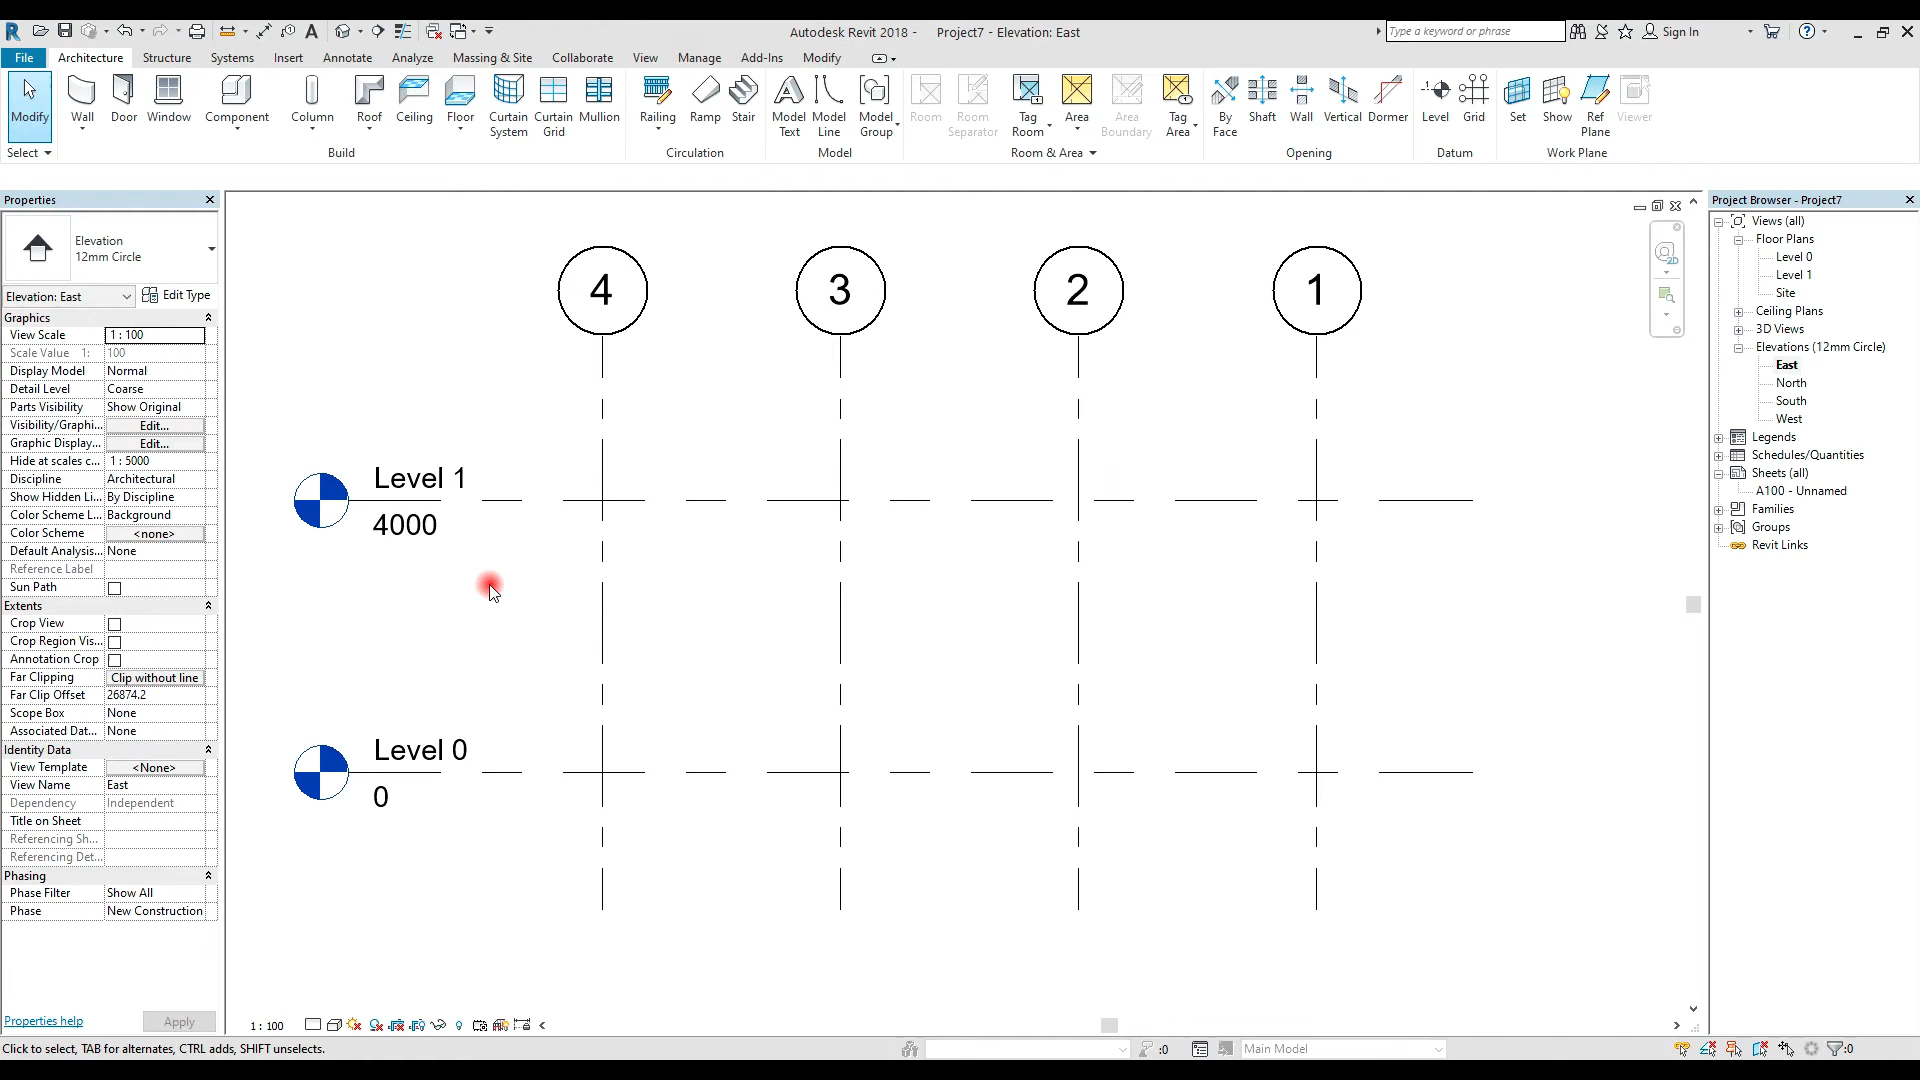 Autodesk Revit 2018 -
Project7 - Elevation: East
Type a keyword or phrase
Sign In
File
Architecture
Structure
Systems
Insert
Annotate
Analyze
Massing & Site
Collaborate
View
Manage
Add-Ins
Modify
Modify
Wall
Door
Window
Component
Column
Roof
Ceiling
Floor
Curtain
System
Curtain
Grid
Mullion
Railing
Ramp
Stair
Model
Text
Model
Line
Model
Group
Room
Room
Separator
Tag
Room
Area
Area
Boundary
Tag
Area
By
Face
Shaft
Wall
Vertical
Dormer
Level
Grid
Set
Show
Ref
Plane
Viewer
Select
Build
Circulation
Model
Room & Area
Opening
Datum
Work Plane
Properties
Elevation
12mm Circle
Elevation: East
Edit Type
Graphics
View Scale
1 : 100
Scale Value 1:
100
Display Model
Normal
Detail Level
Coarse
Parts Visibility
Show Original
Visibility/Graphi...
Edit...
Graphic Display...
Edit...
Hide at scales c...
1 : 5000
Discipline
Architectural
Show Hidden Li...
By Discipline
Color Scheme L...
Background
Color Scheme
<none>
Default Analysis...
None
Reference Label
Sun Path
Extents
Crop View
Crop Region Vis...
Annotation Crop
Far Clipping
Clip without line
Far Clip Offset
26874.2
Scope Box
None
Associated Dat...
None
Identity Data
View Template
<None>
View Name
East
Dependency
Independent
Title on Sheet
Referencing Sh...
Referencing Det...
Phasing
Phase Filter
Show All
Phase
New Construction
Properties help
Apply
4
3
2
1
Level 1
4000
Level 0
0
2D
1 : 100
Project Browser - Project7
Views (all)
Floor Plans
Level 0
Level 1
Site
Ceiling Plans
3D Views
Elevations (12mm Circle)
East
North
South
West
Legends
Schedules/Quantities
Sheets (all)
A100 - Unnamed
Families
Groups
Revit Links
Click to select, TAB for alternates, CTRL adds, SHIFT unselects.
:0
Main Model
:0